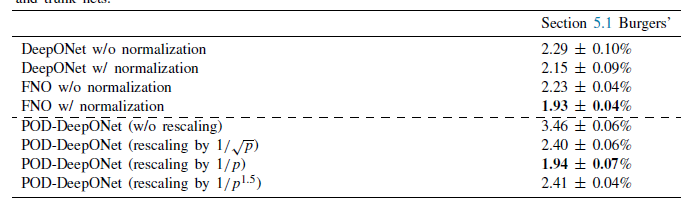 and trunk nets.
Section 5.1 Burgers'
DeepONet w/o normalization 2.29 ± 0.10%
DeepONet w/ normalization 2.15 ± 0.09%
FNO w/o normalization 2.23 ± 0.04%
FNO w/ normalization 1.93 ± 0.04%
POD-DeepONet (w/o rescaling) 3.46 ± 0.06%
POD-DeepONet (rescaling by 1/√p) 2.40 ± 0.06%
POD-DeepONet (rescaling by 1/p) 1.94 ± 0.07%
POD-DeepONet (rescaling by 1/p^1.5) 2.41 ± 0.04%